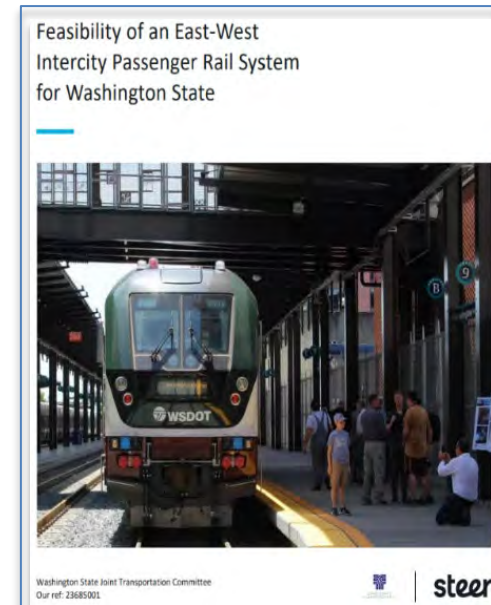 Feasibility of an East-West
Intercity Passenger Rail System
for Washington State
B
9
WSDOT
Washington State Joint Transportation Committee
Our ref: 23685001
steer